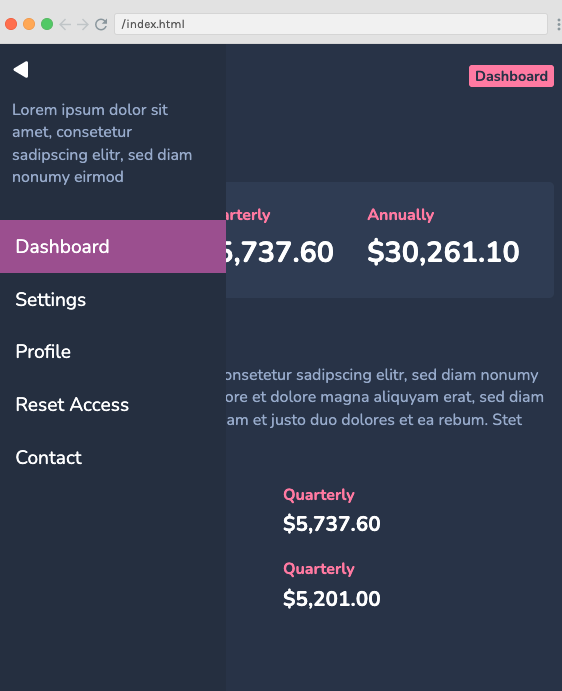 /index.html
Dashboard
Lorem ipsum dolor sit
amet, consetetur
sadipscing elitr, sed diam
nonumy eirmod
Dashboard
Settings
Profile
Reset Access
Contact
Annually
5,737.60 $30,261.10
onsetetur sadipscing elitr, sed diam nonumy
ore et dolore magna aliquyam erat, sed diam
am et justo duo dolores et ea rebum. Stet
Quarterly
$5,737.60
Quarterly
$5,201.00